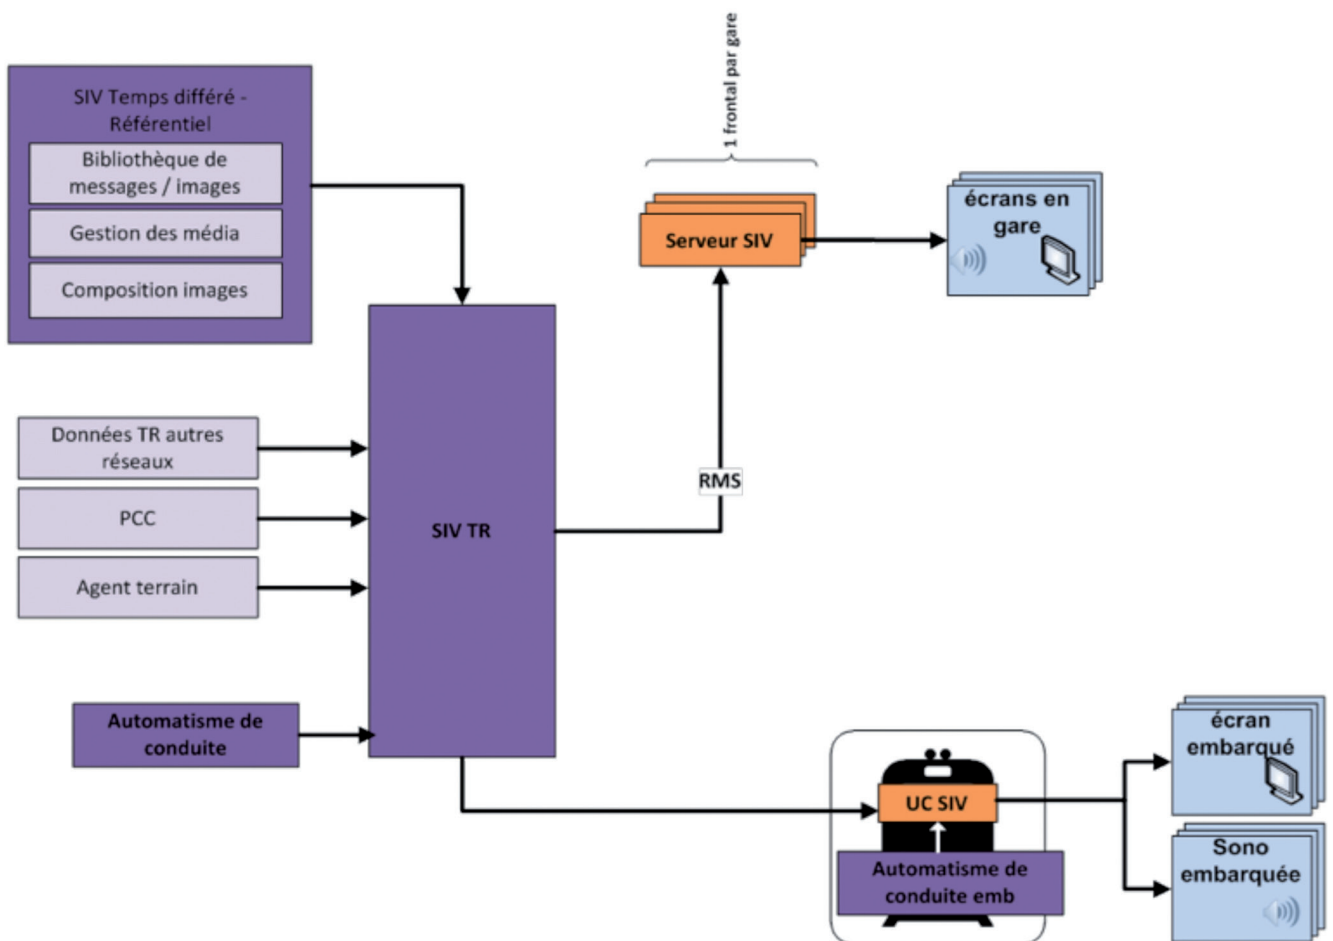 1 frontal par gare
SIV Temps différé -
Référentiel
Bibliothèque de
messages / images
Gestion des média
Composition images
Serveur SIV
écrans en
gare
Données TR autres
réseaux
PCC
Agent terrain
SIV TR
RMS
Automatisme de
conduite
UC SIV
Automatisme de
conduite emb
écran
embarqué
Sono
embarquée